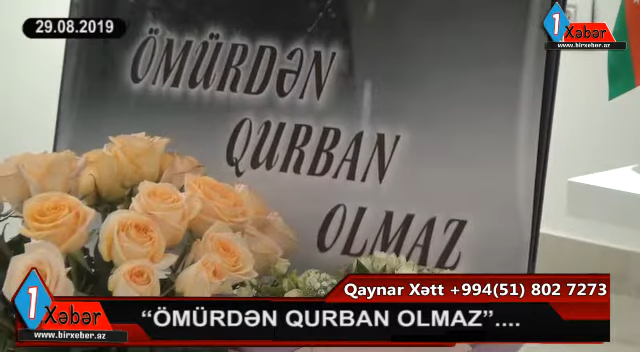 29.08.2019
1
Xəbər
www.birxeber.az
ÖMÜRDƏN
QURBAN
OLMAZ
Qaynar Xətt +994(51) 802 7273
1
Xəbər
www.birxeber.az
“ÖMÜRDƏN QURBAN OLMAZ”....